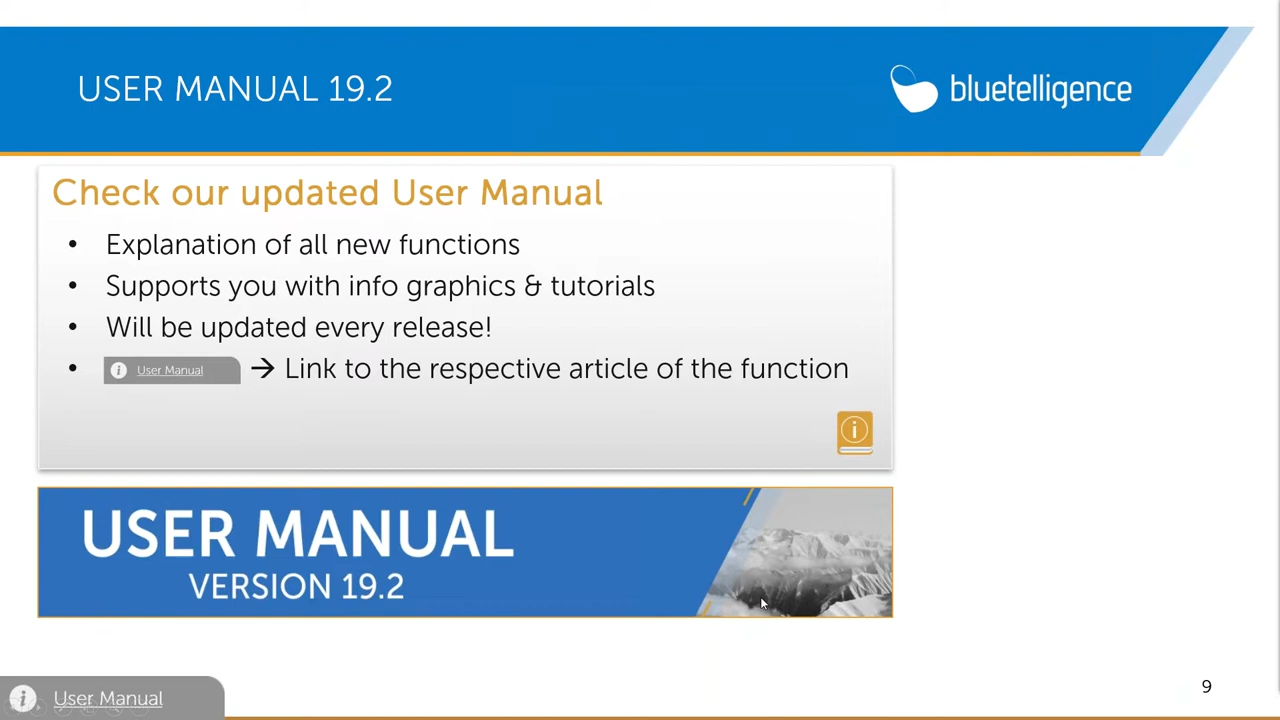 USER MANUAL 19.2
bluetelligence
Check our updated User Manual
• Explanation of all new functions
• Supports you with info graphics & tutorials
• Will be updated every release!
• i User Manual → Link to the respective article of the function
i
USER MANUAL
VERSION 19.2
9
i User Manual